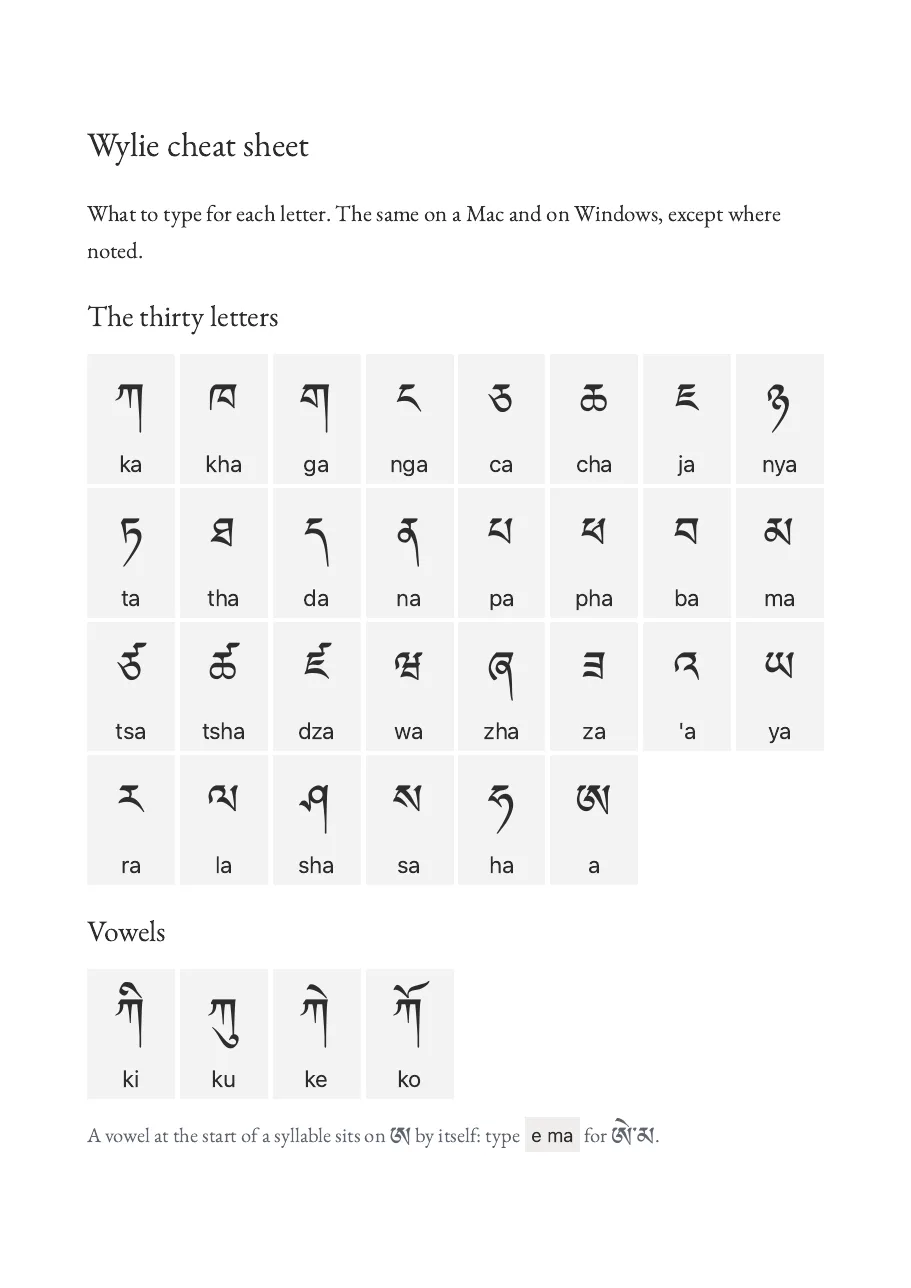 Wylie cheat sheet
What to type for each letter. The same on a Mac and on Windows, except where
noted.
The thirty letters
ཀ ཁ ག ང ཅ ཆ ཇ ཉ
ka kha ga nga ca cha ja nya
ཏ ཐ ད ན པ ཕ བ མ
ta tha da na pa pha ba ma
ཙ ཚ ཛ ཝ ཞ ཟ འ ཡ
tsa tsha dza wa zha za 'a ya
ར ལ ཤ ས ཧ ཨ
ra la sha sa ha a
Vowels
ཀི ཀུ ཀེ ཀོ
ki ku ke ko
A vowel at the start of a syllable sits on ཨ by itself: type e ma for ཨེ་མ.